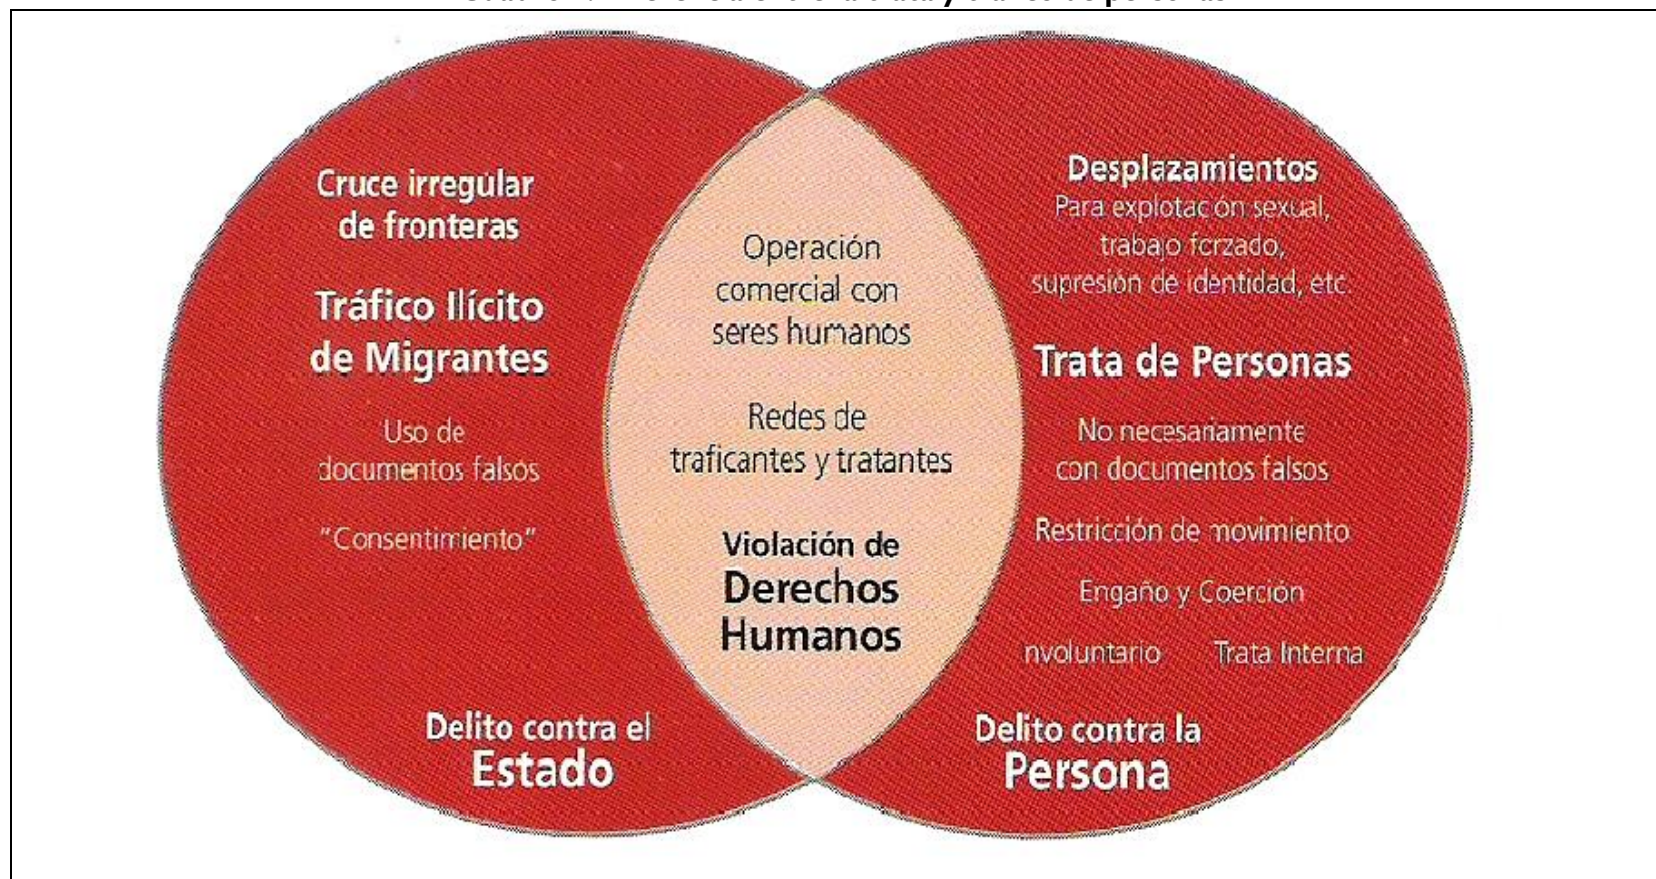 Cruce irregular
de fronteras
Tráfico Ilícito
de Migrantes
Uso de
documentos falsos
"Consentimiento"
Delito contra el
Estado
Operación
comercial con
seres humanos
Redes de
traficantes y tratantes
Violación de
Derechos
Humanos
Desplazamientos
Para explotación sexual,
trabajo forzado,
supresión de identidad, etc.
Trata de Personas
No necesariamente
con documentos falsos
Restricción de movimiento
Engaño y Coerción
nvoluntario Trata Interna
Delito contra la
Persona